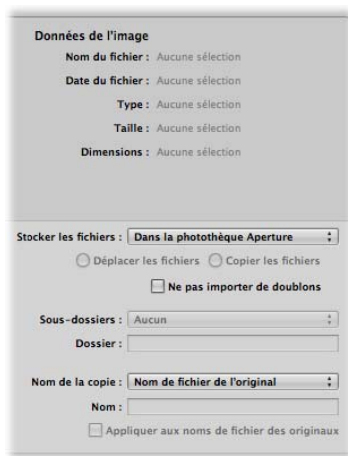 Données de l'image
Nom du fichier : Aucune sélection
Date du fichier : Aucune sélection
Type : Aucune sélection
Taille : Aucune sélection
Dimensions : Aucune sélection
Stocker les fichiers : Dans la photothèque Aperture
Déplacer les fichiers Copier les fichiers
Ne pas importer de doublons
Sous-dossiers : Aucun
Dossier :
Nom de la copie : Nom de fichier de l'original
Nom :
Appliquer aux noms de fichier des originaux